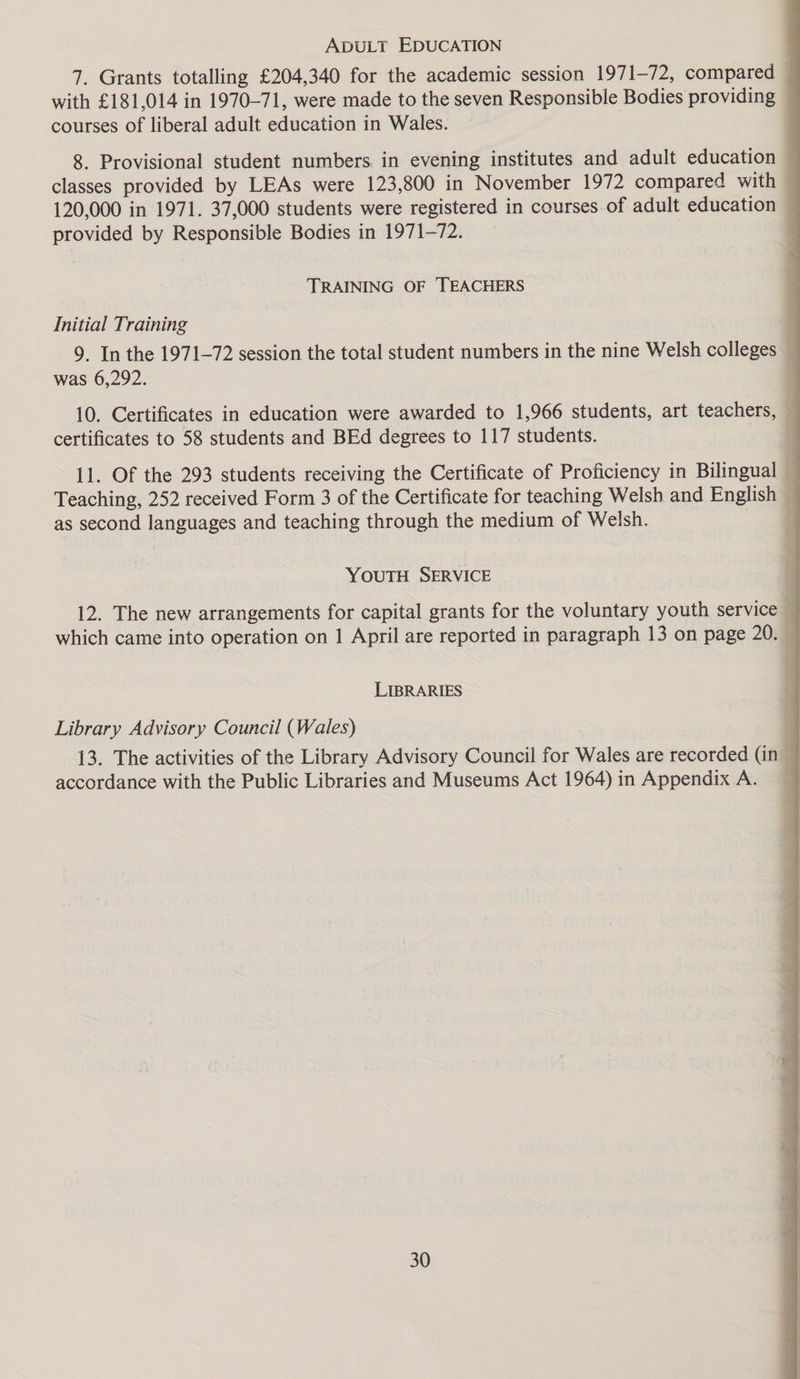 ADULT EDUCATION
7. Grants totalling £204,340 for the academic session 1971–72, compared
with £181,014 in 1970–71, were made to the seven Responsible Bodies providing
courses of liberal adult education in Wales.
8. Provisional student numbers in evening institutes and adult education
classes provided by LEAs were 123,800 in November 1972 compared with
120,000 in 1971. 37,000 students were registered in courses of adult education
provided by Responsible Bodies in 1971–72.
TRAINING OF TEACHERS
Initial Training
9. In the 1971–72 session the total student numbers in the nine Welsh colleges
was 6,292.
10. Certificates in education were awarded to 1,966 students, art teachers,
certificates to 58 students and BEd degrees to 117 students.
11. Of the 293 students receiving the Certificate of Proficiency in Bilingual
Teaching, 252 received Form 3 of the Certificate for teaching Welsh and English
as second languages and teaching through the medium of Welsh.
YOUTH SERVICE
12. The new arrangements for capital grants for the voluntary youth service
which came into operation on 1 April are reported in paragraph 13 on page 20.
LIBRARIES
Library Advisory Council (Wales)
13. The activities of the Library Advisory Council for Wales are recorded (in
accordance with the Public Libraries and Museums Act 1964) in Appendix A.
30